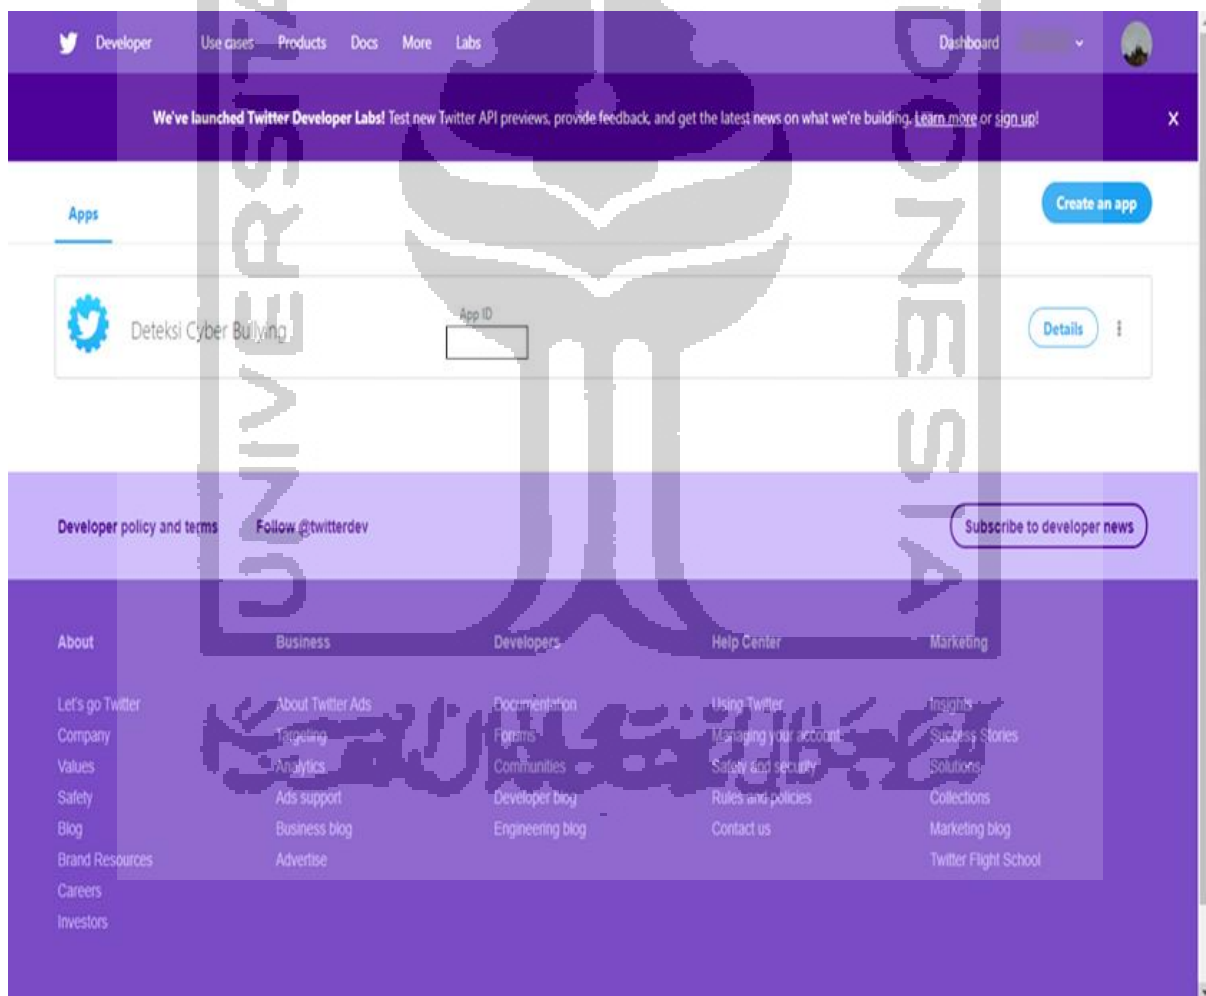 Developer Use cases Products Docs More Labs Dashboard
We've launched Twitter Developer Labs! Test new Twitter API previews, provide feedback, and get the latest news on what we're building. Learn more or sign up! X
Apps Create an app
Deteksi Cyber Bullying
App ID
Details
Developer policy and terms Follow @twitterdev Subscribe to developer news
About Business Developers Help Center Marketing
Let's go Twitter About Twitter Ads Documentation Using Twitter Insights
Company Targeting Forums Managing your account Success Stories
Values Analytics Communities Safety and security Solutions
Safety Ads support Developer blog Rules and policies Collections
Blog Business blog Engineering blog Contact us Marketing blog
Brand Resources Advertise Twitter Flight School
Careers
Investors
UNIVERSITA
DONESIA